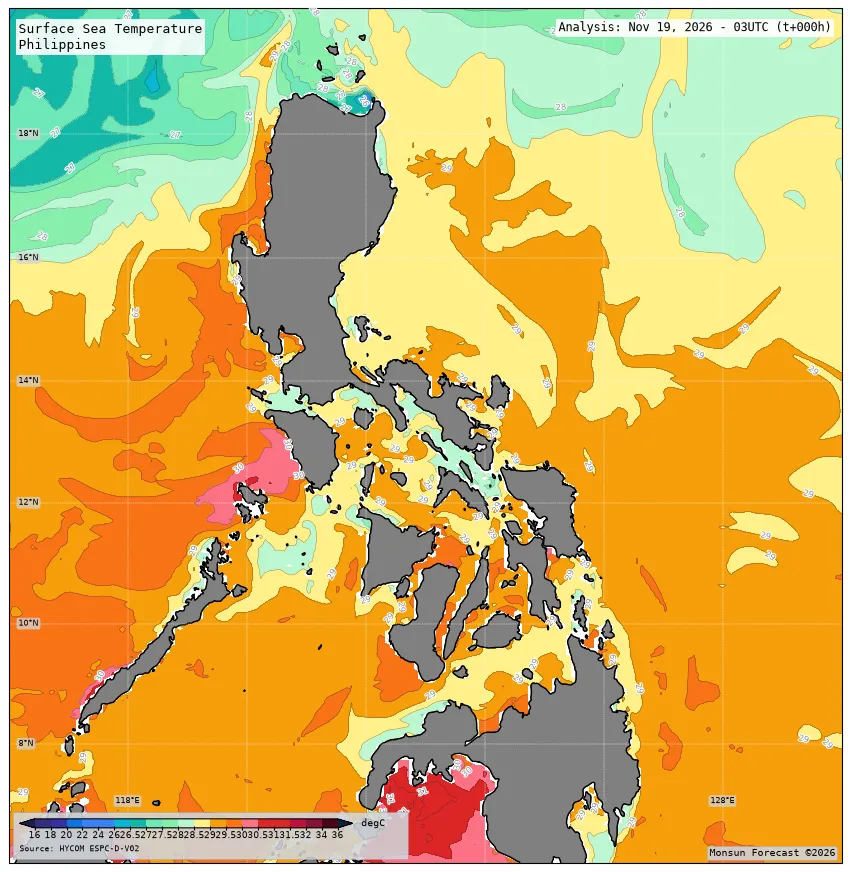 Surface Sea Temperature
Philippines
Analysis: Nov 19, 2026 - 03UTC (t+000h)
18°N
16°N
14°N
12°N
10°N
8°N
118°E
128°E
degC
16 18 20 22 24 26 26.5 27 27.5 28 28.5 29 29.5 30 30.5 31 31.5 32 34 36
Source: HYCOM ESPC-D-V02
Monsun Forecast ©2026